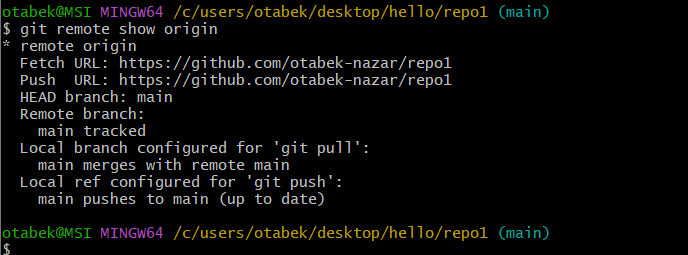 otabek@MSI MINGW64 /c/users/otabek/desktop/hello/repo1 (main)
$ git remote show origin
* remote origin
  Fetch URL: https://github.com/otabek-nazar/repo1
  Push  URL: https://github.com/otabek-nazar/repo1
  HEAD branch: main
  Remote branch:
    main tracked
  Local branch configured for 'git pull':
    main merges with remote main
  Local ref configured for 'git push':
    main pushes to main (up to date)

otabek@MSI MINGW64 /c/users/otabek/desktop/hello/repo1 (main)
$